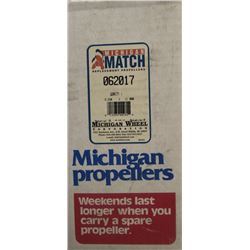 MICHIGAN
MATCH
REPLACEMENT PROPELLERS
062017
MICHIGAN WHEEL
CORPORATION
Michigan
propellers
Weekends last
longer when you
carry a spare
propeller.